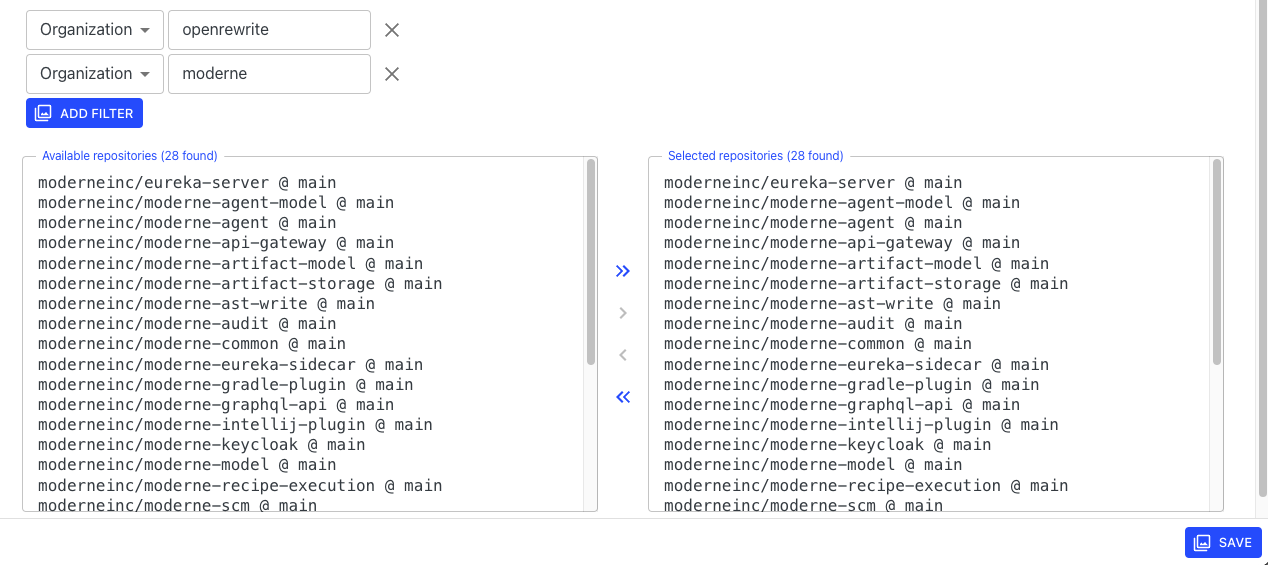 Organization openrewrite
Organization moderne
ADD FILTER
Available repositories (28 found)
moderneinc/eureka-server @ main
moderneinc/moderne-agent-model @ main
moderneinc/moderne-agent @ main
moderneinc/moderne-api-gateway @ main
moderneinc/moderne-artifact-model @ main
moderneinc/moderne-artifact-storage @ main
moderneinc/moderne-ast-write @ main
moderneinc/moderne-audit @ main
moderneinc/moderne-common @ main
moderneinc/moderne-eureka-sidecar @ main
moderneinc/moderne-gradle-plugin @ main
moderneinc/moderne-graphql-api @ main
moderneinc/moderne-intellij-plugin @ main
moderneinc/moderne-keycloak @ main
moderneinc/moderne-model @ main
moderneinc/moderne-recipe-execution @ main
moderneinc/moderne-scm @ main
Selected repositories (28 found)
moderneinc/eureka-server @ main
moderneinc/moderne-agent-model @ main
moderneinc/moderne-agent @ main
moderneinc/moderne-api-gateway @ main
moderneinc/moderne-artifact-model @ main
moderneinc/moderne-artifact-storage @ main
moderneinc/moderne-ast-write @ main
moderneinc/moderne-audit @ main
moderneinc/moderne-common @ main
moderneinc/moderne-eureka-sidecar @ main
moderneinc/moderne-gradle-plugin @ main
moderneinc/moderne-graphql-api @ main
moderneinc/moderne-intellij-plugin @ main
moderneinc/moderne-keycloak @ main
moderneinc/moderne-model @ main
moderneinc/moderne-recipe-execution @ main
moderneinc/moderne-scm @ main
SAVE